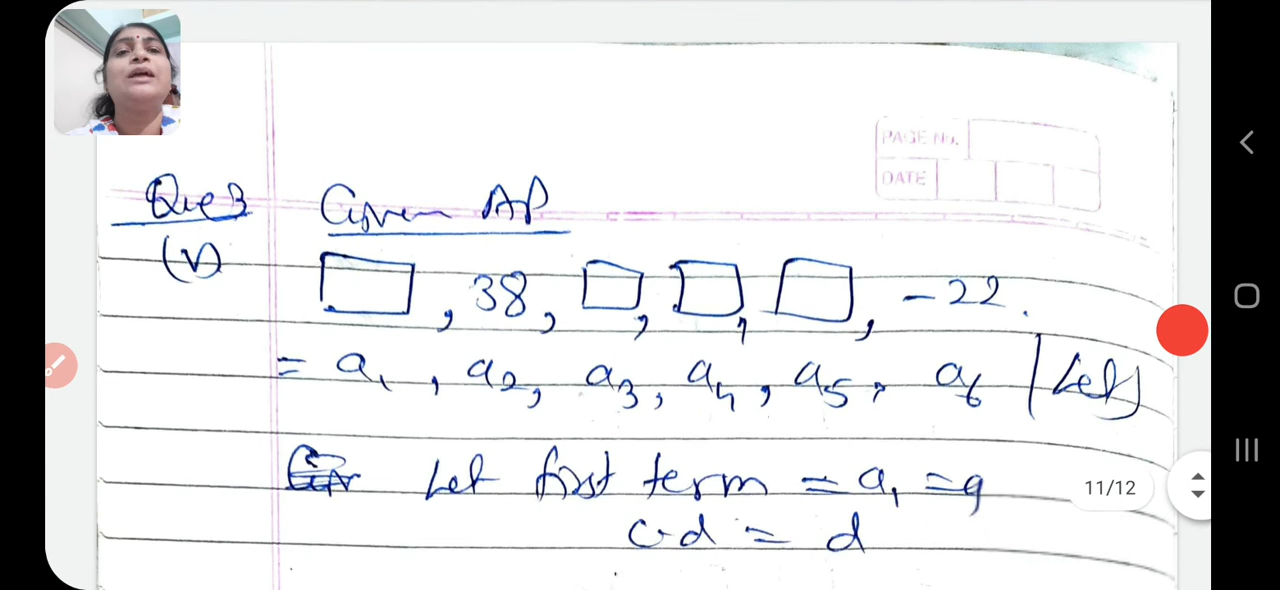 PAGE No.
DATE
Que 3 Given AP
(v)
, 38, , , , -22.
= a1, a2, a3, a4, a5, a6 (Let)
Let first term = a1 = a
c.d = d
11/12